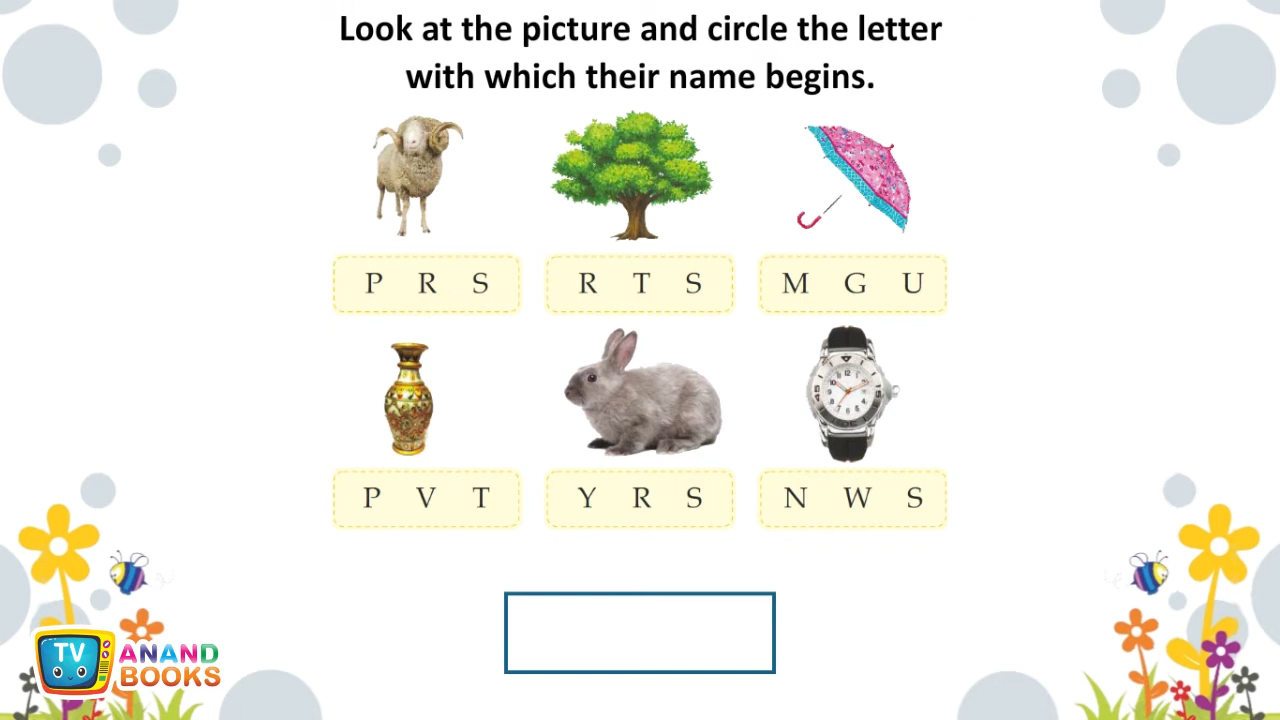 Look at the picture and circle the letter
with which their name begins.
P R S
R T S
M G U
P V T
Y R S
N W S
TV
ANAND
BOOKS